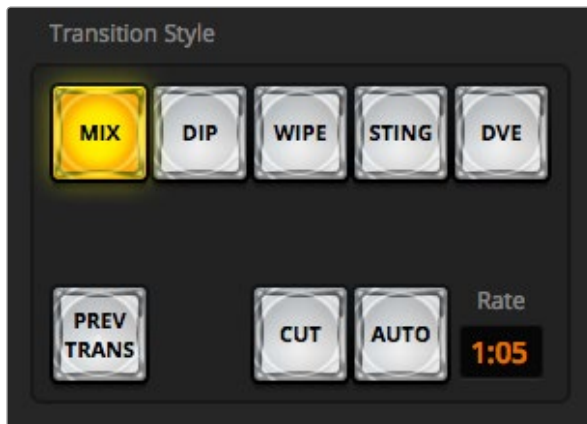 Transition Style
MIX DIP WIPE STING DVE
Rate
PREV
TRANS
CUT AUTO 1:05